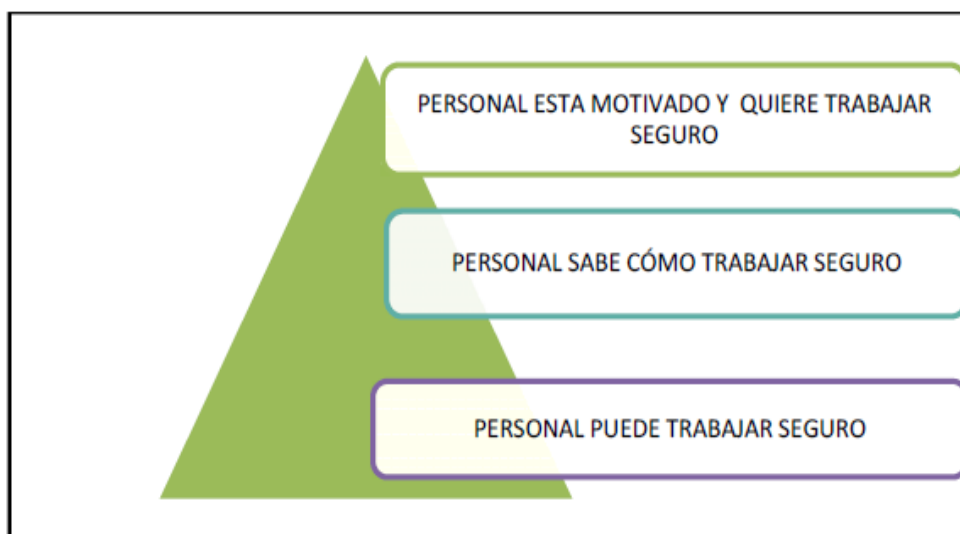 PERSONAL ESTA MOTIVADO Y QUIERE TRABAJAR
SEGURO
PERSONAL SABE CÓMO TRABAJAR SEGURO
PERSONAL PUEDE TRABAJAR SEGURO